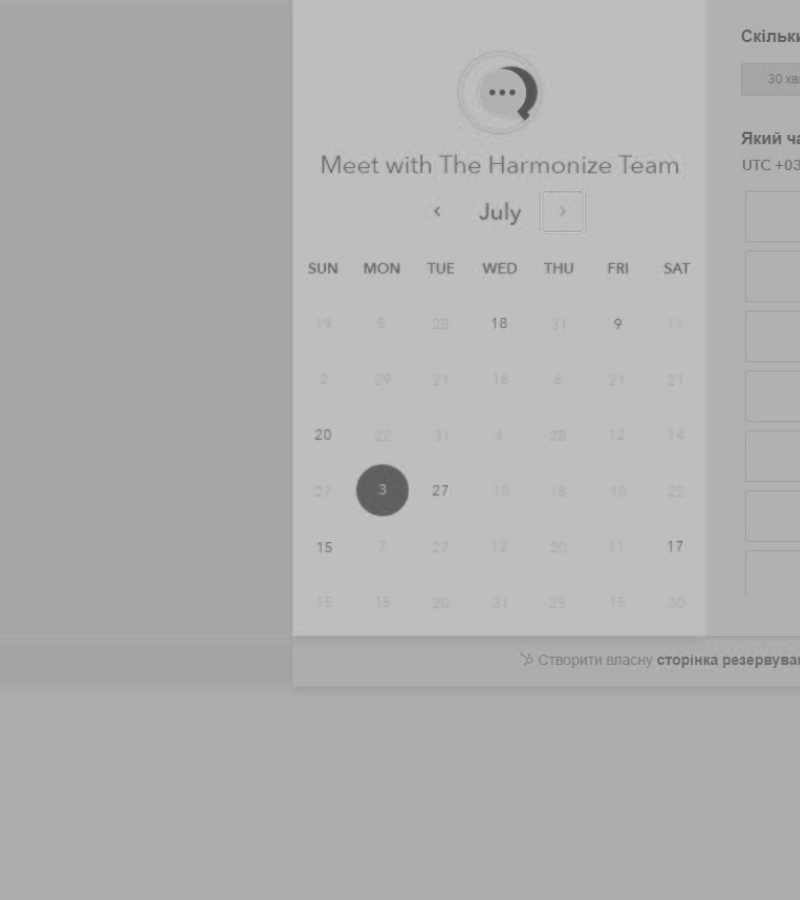 Meet with The Harmonize Team
‹ July ›
SUN MON TUE WED THU FRI SAT
19 5 28 18 31 9 11
2 29 21 16 6 21 21
20 22 31 4 28 12 14
27 3 27 10 18 10 22
15 7 27 12 20 11 17
15 15 20 31 25 15 30
Скільки
30 хв
Який ча
UTC +03
Створити власну сторінка резервува